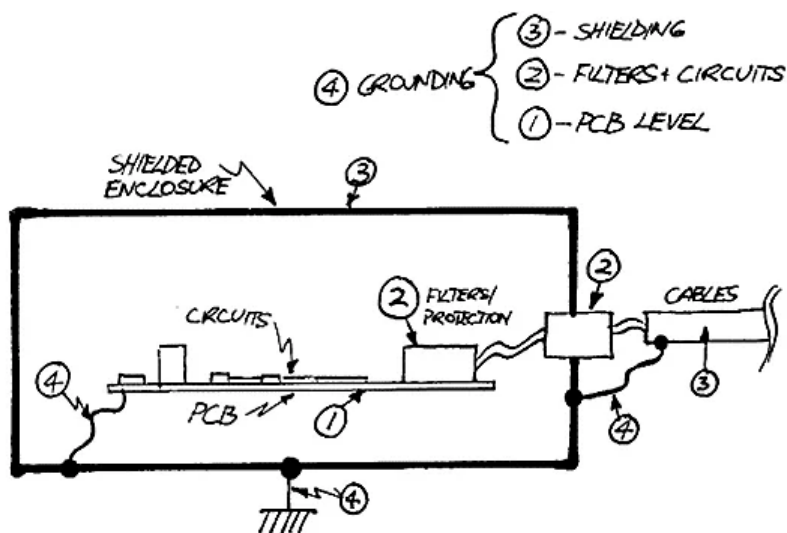 ③ - SHIELDING
④ GROUNDING ② - FILTERS + CIRCUITS
① - PCB LEVEL
SHIELDED
ENCLOSURE
③
②
② FILTERS/
PROTECTION
CABLES
CIRCUITS
④
PCB
①
③
④
④